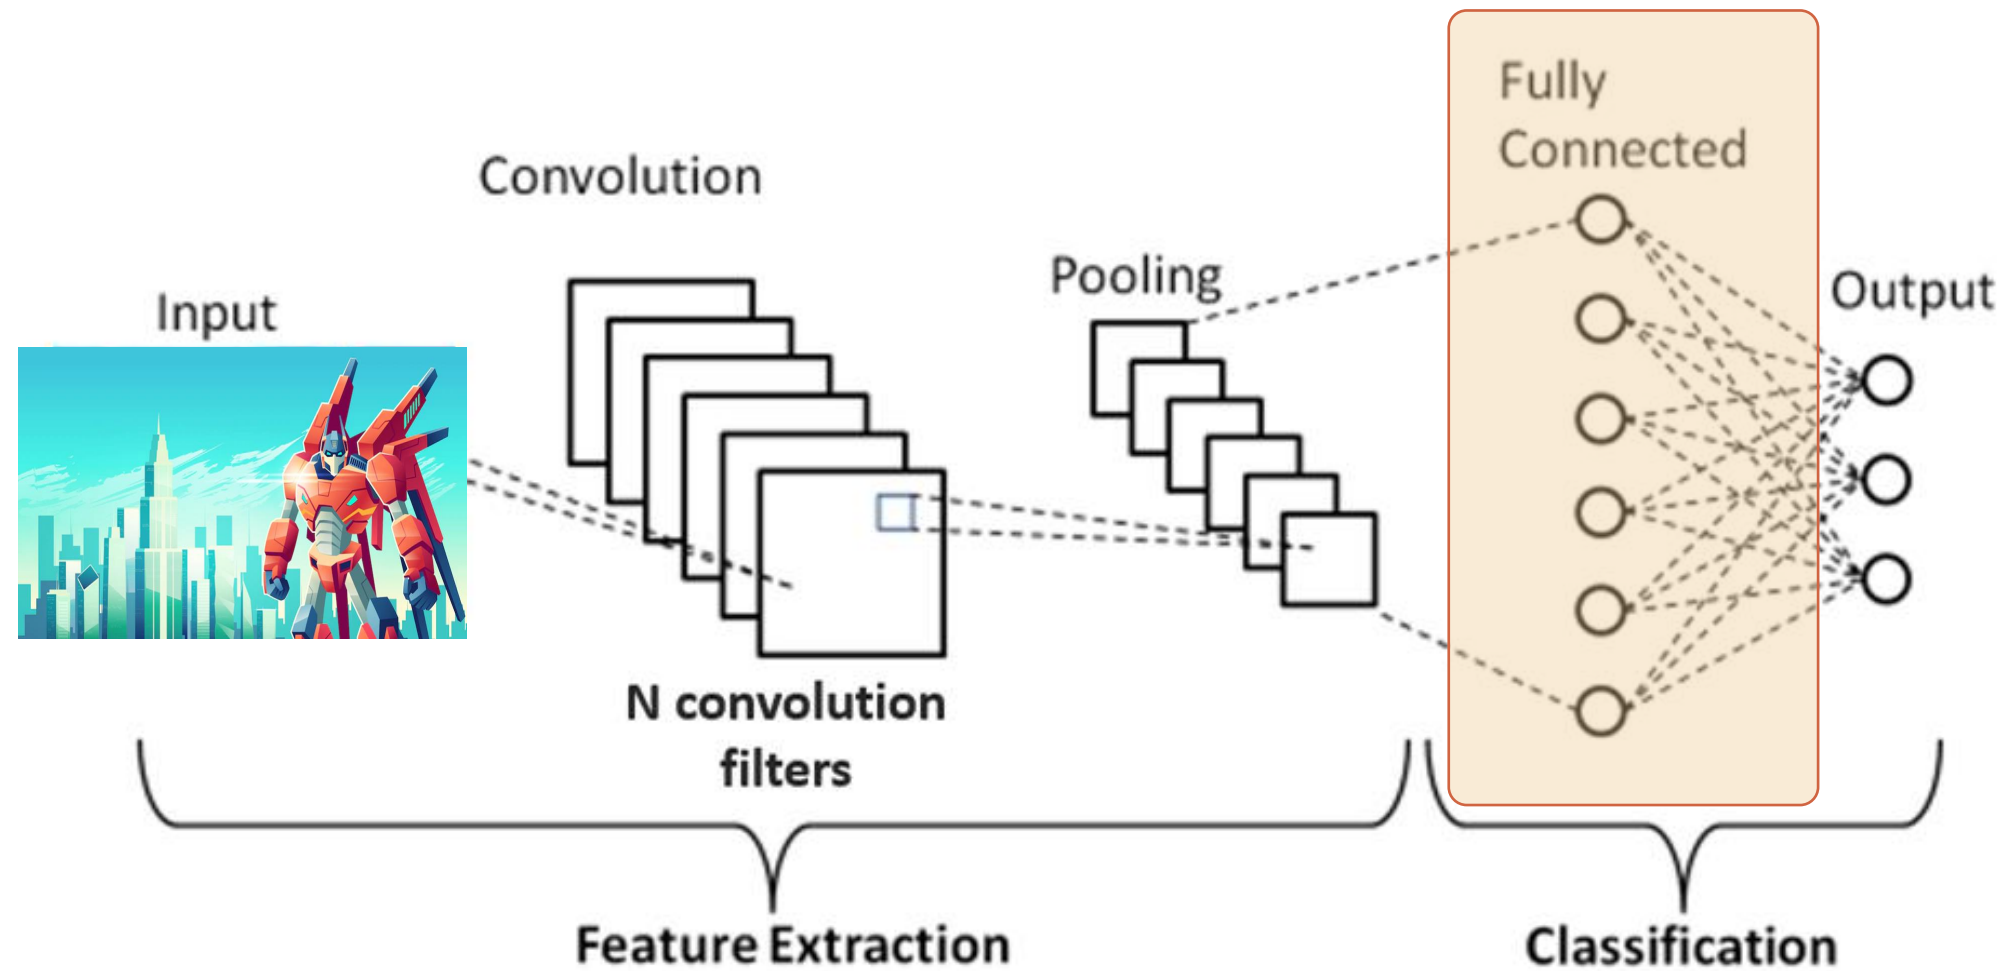 Input
Convolution
N convolution
filters
Pooling
Fully
Connected
Output
Feature Extraction
Classification